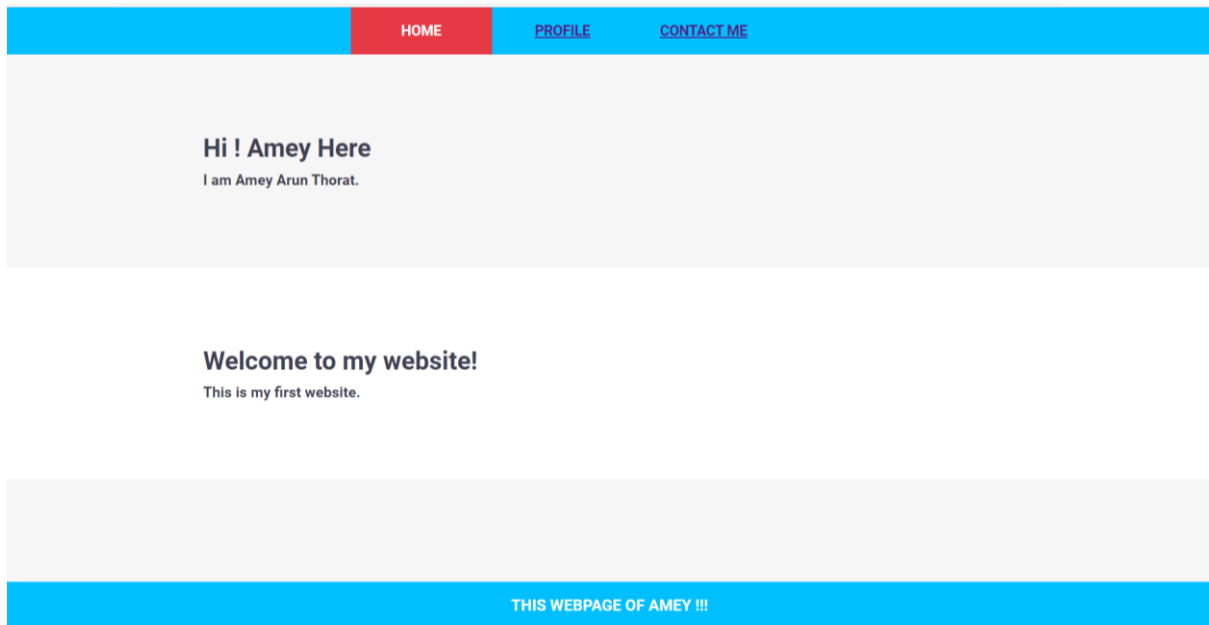 HOME PROFILE CONTACT ME
Hi ! Amey Here
I am Amey Arun Thorat.
Welcome to my website!
This is my first website.
THIS WEBPAGE OF AMEY !!!